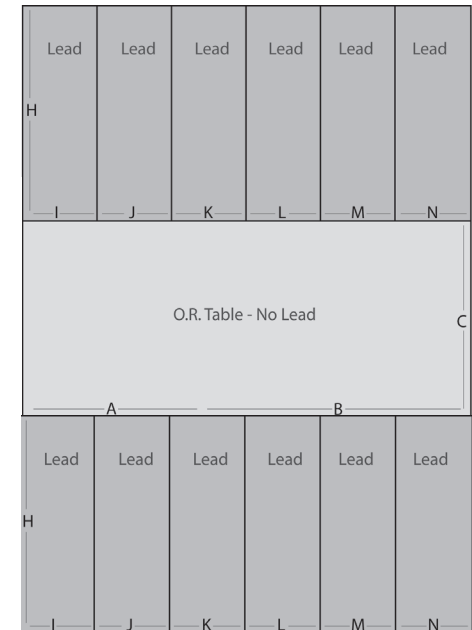 Lead Lead Lead Lead Lead Lead
H
I J K L M N
O.R. Table - No Lead
C
A B
Lead Lead Lead Lead Lead Lead
H
I J K L M N